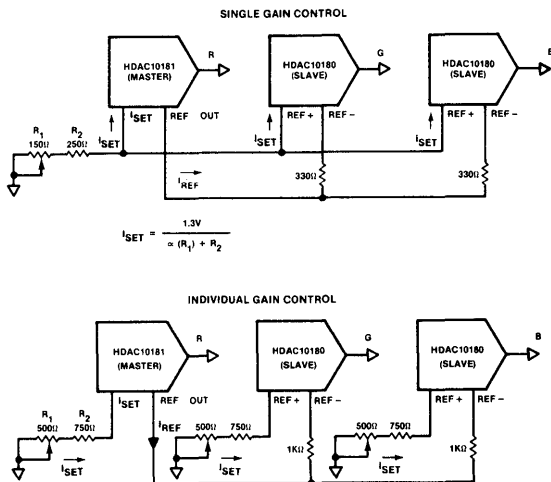 SINGLE GAIN CONTROL
HDAC10181
(MASTER)
R
HDAC10180
(SLAVE)
G
HDAC10180
(SLAVE)
ISET
REF OUT
REF +
REF −
REF +
REF −
ISET
ISET
ISET
R1
150Ω
R2
250Ω
IREF
330Ω
330Ω
ISET = 1.3V / ∝ (R1) + R2
INDIVIDUAL GAIN CONTROL
HDAC10181
(MASTER)
R
HDAC10180
(SLAVE)
G
HDAC10180
(SLAVE)
B
ISET
REF OUT
REF +
REF −
REF +
REF −
R1
500Ω
R2
750Ω
IREF
500Ω
750Ω
500Ω
750Ω
1KΩ
1KΩ
ISET
ISET
ISET